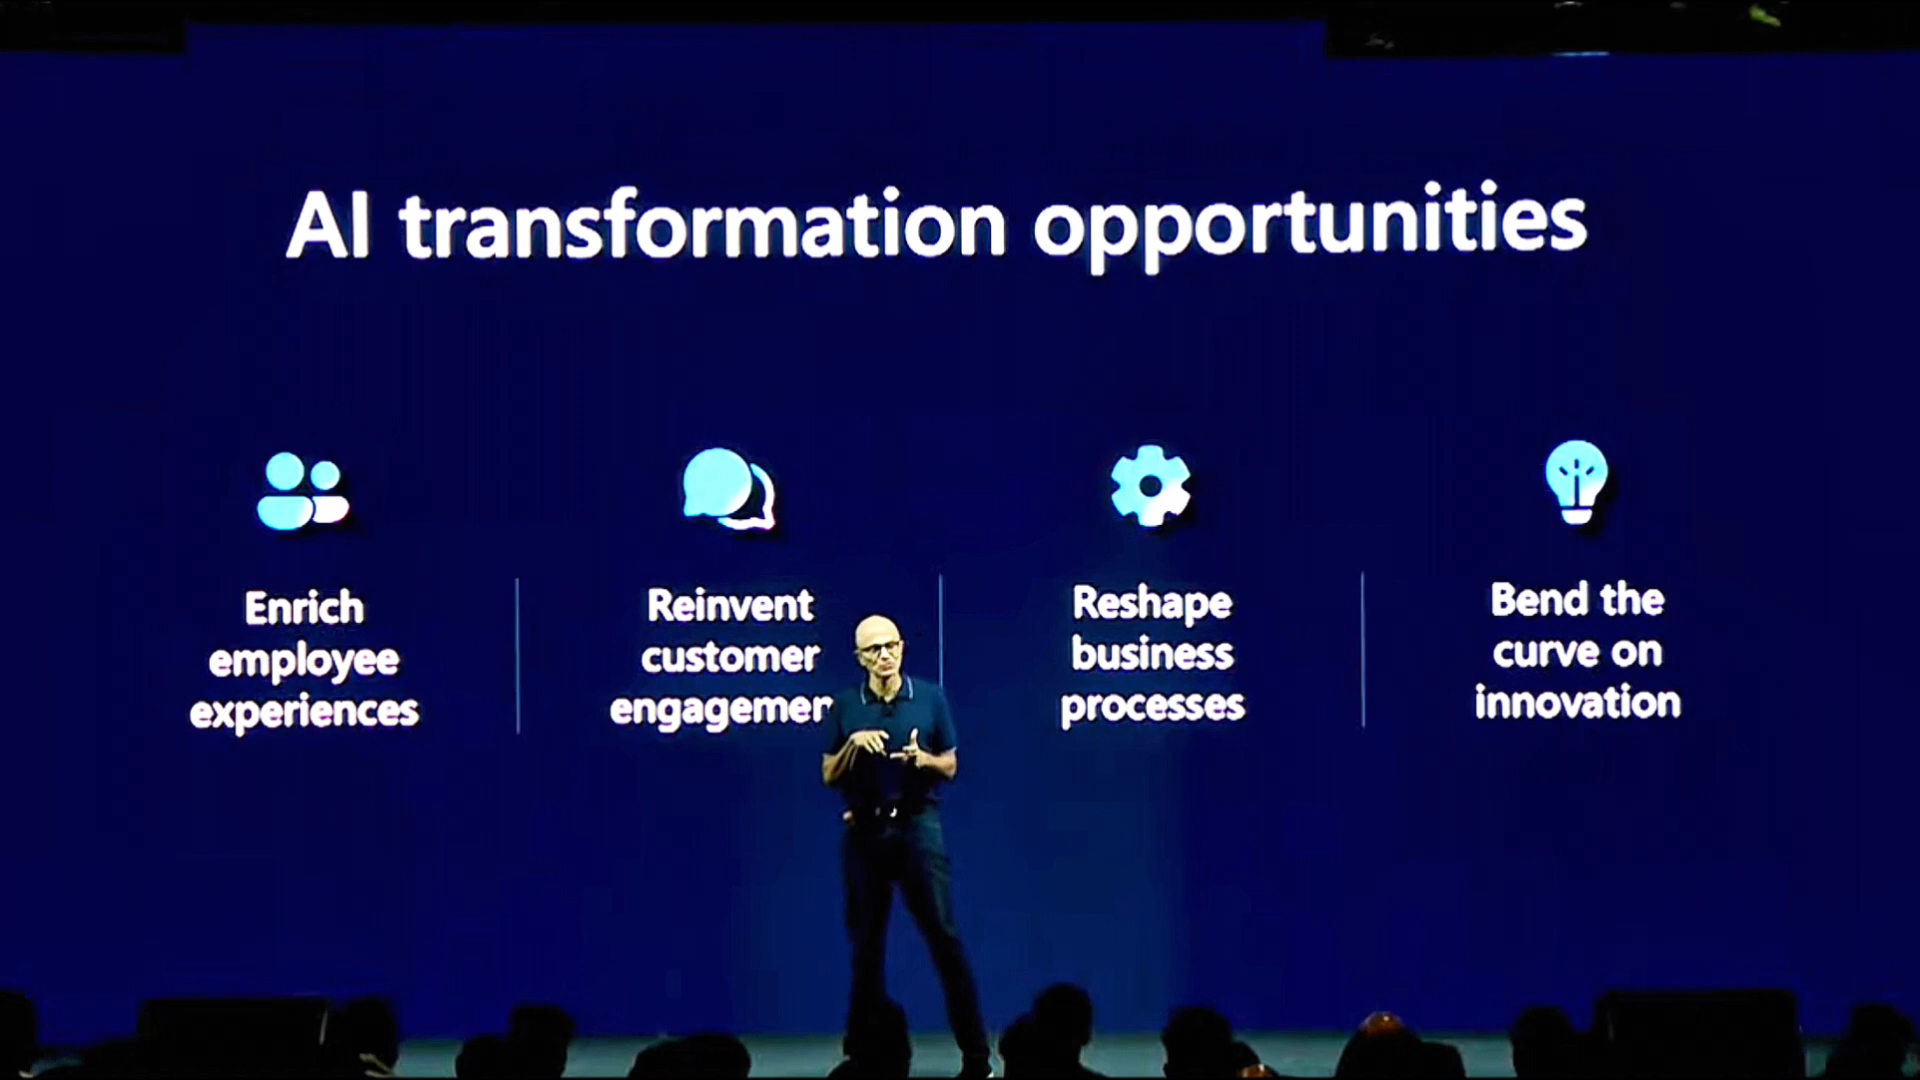 AI transformation opportunities
Enrich
employee
experiences
Reinvent
customer
Reshape
business
processes
Bend the
curve on
innovation